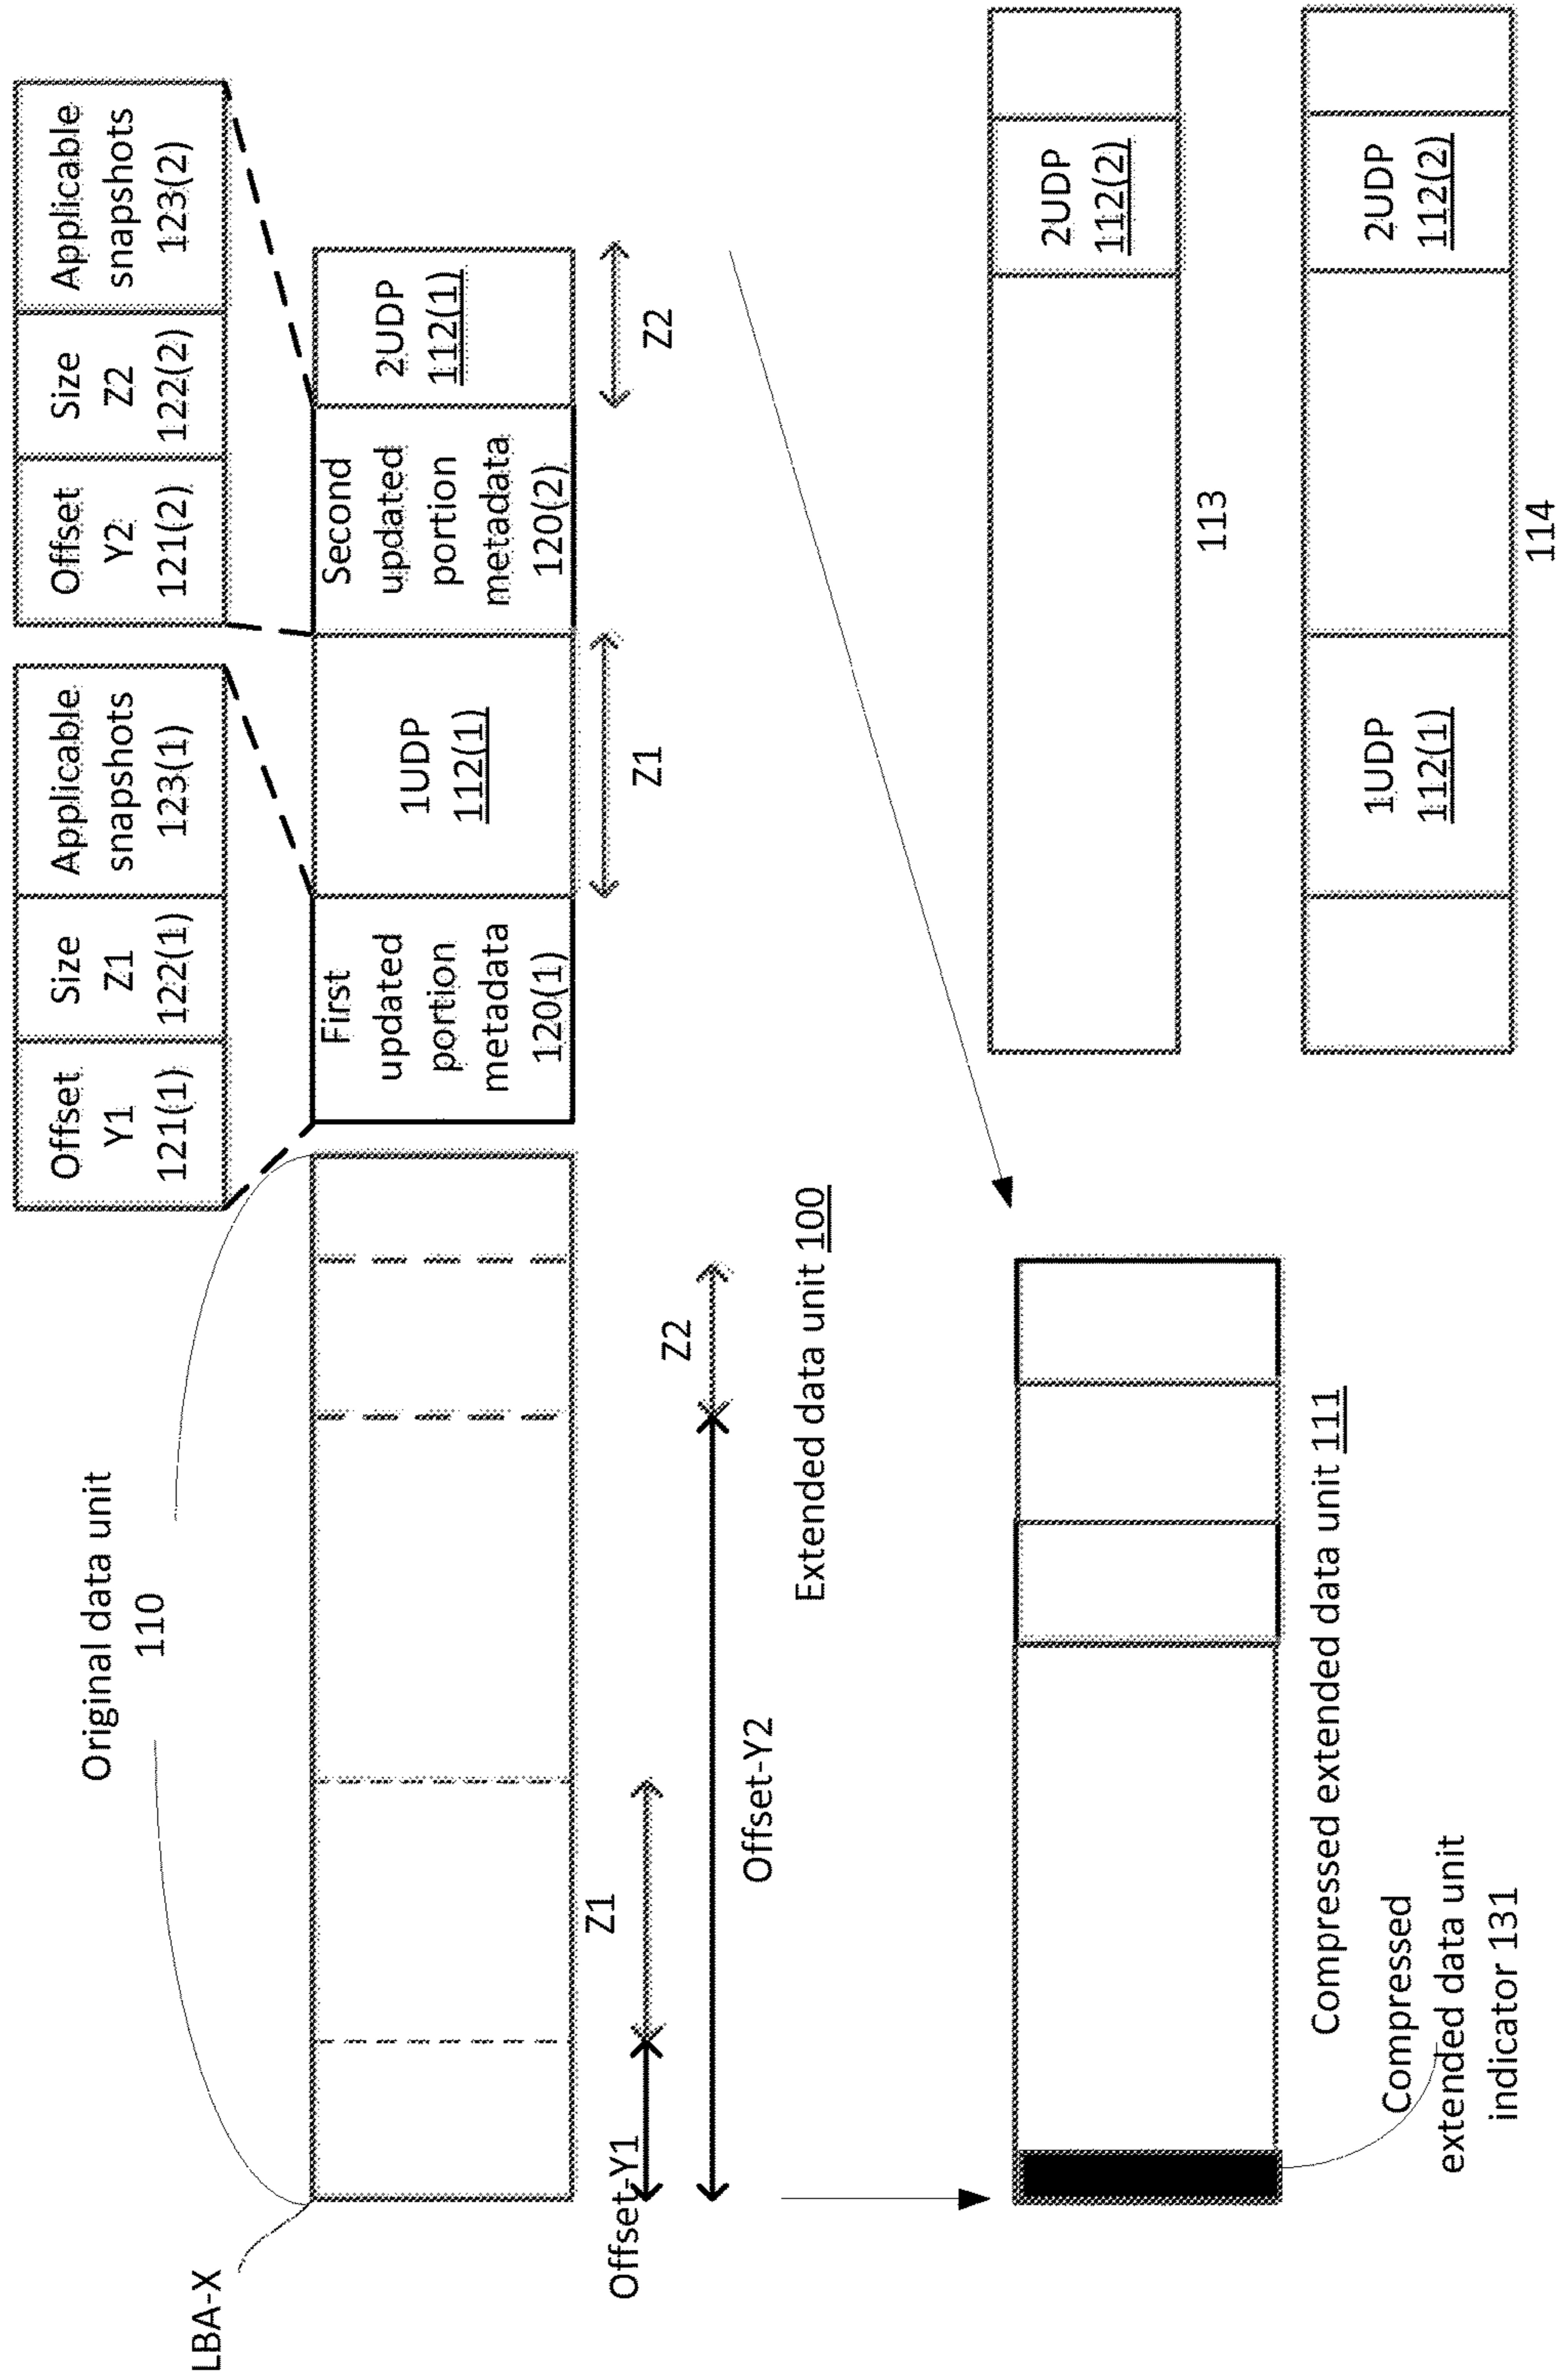 Offset
Y1
121(1)
Size
Z1
122(1)
Applicable
snapshots
123(1)
Offset
Y2
121(2)
Size
Z2
122(2)
Applicable
snapshots
123(2)
Original data unit
110
LBA-X
First
updated
portion
metadata
120(1)
1UDP
112(1)
Second
updated
portion
metadata
120(2)
2UDP
112(1)
Offset-Y1
Z1
Z2
Z1
Z2
Offset-Y2
Extended data unit 100
2UDP
112(2)
113
Compressed extended data unit 111
Compressed
extended data unit
indicator 131
1UDP
112(1)
2UDP
112(2)
114